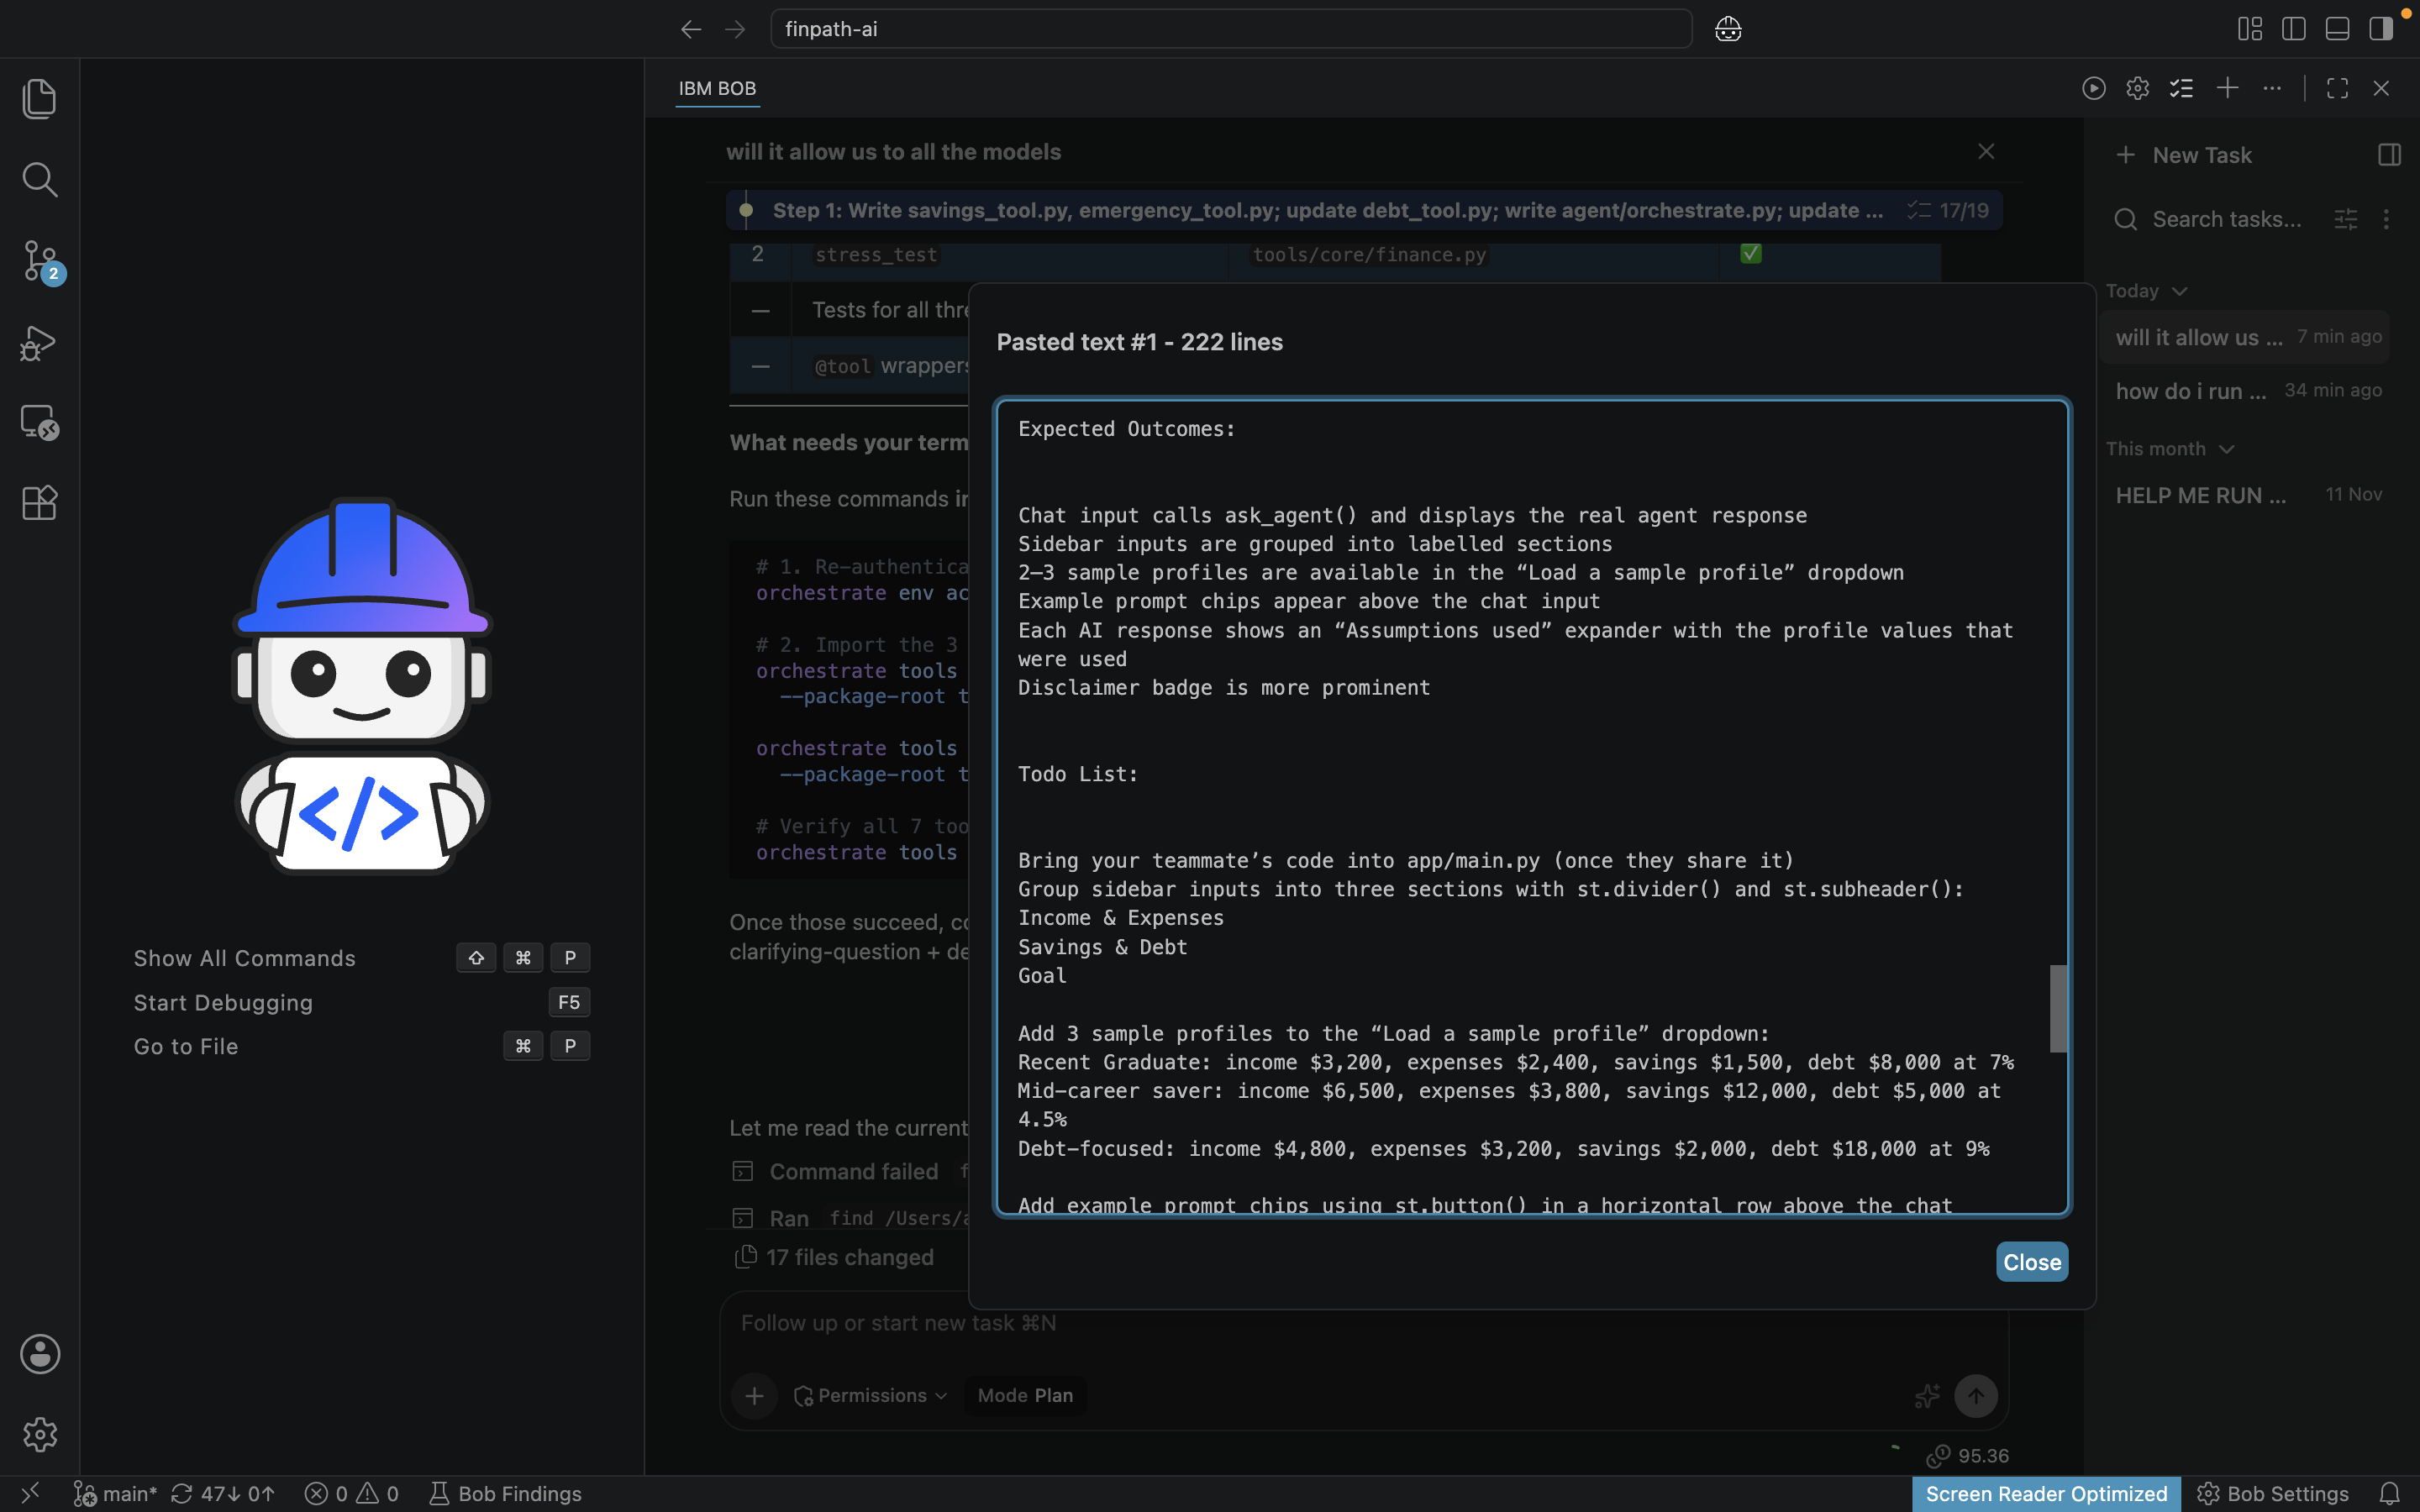 finpath-ai
IBM BOB
will it allow us to all the models
Step 1: Write savings_tool.py, emergency_tool.py; update debt_tool.py; write agent/orchestrate.py; update ...
17/19
2 stress_test tools/core/finance.py ✅
— Tests for all thre
— @tool wrappers
What needs your term
Run these commands in
# 1. Re-authentica
orchestrate env ac
# 2. Import the 3
orchestrate tools
--package-root t
orchestrate tools
--package-root t
# Verify all 7 too
orchestrate tools
Once those succeed, co
clarifying-question + de
Let me read the current
Command failed f
Ran find /Users/a
17 files changed
Follow up or start new task ⌘N
Permissions
Mode Plan
95.36
Pasted text #1 - 222 lines
Expected Outcomes:
Chat input calls ask_agent() and displays the real agent response
Sidebar inputs are grouped into labelled sections
2–3 sample profiles are available in the “Load a sample profile” dropdown
Example prompt chips appear above the chat input
Each AI response shows an “Assumptions used” expander with the profile values that
were used
Disclaimer badge is more prominent
Todo List:
Bring your teammate’s code into app/main.py (once they share it)
Group sidebar inputs into three sections with st.divider() and st.subheader():
Income & Expenses
Savings & Debt
Goal
Add 3 sample profiles to the “Load a sample profile” dropdown:
Recent Graduate: income $3,200, expenses $2,400, savings $1,500, debt $8,000 at 7%
Mid-career saver: income $6,500, expenses $3,800, savings $12,000, debt $5,000 at
4.5%
Debt-focused: income $4,800, expenses $3,200, savings $2,000, debt $18,000 at 9%
Add example prompt chips using st.button() in a horizontal row above the chat
Close
New Task
Search tasks...
Today
will it allow us ... 7 min ago
how do i run ... 34 min ago
This month
HELP ME RUN ... 11 Nov
2
Show All Commands ⇧ ⌘ P
Start Debugging F5
Go to File ⌘ P
</>
main* 47↓ 0↑ 0 0 Bob Findings
Screen Reader Optimized
Bob Settings